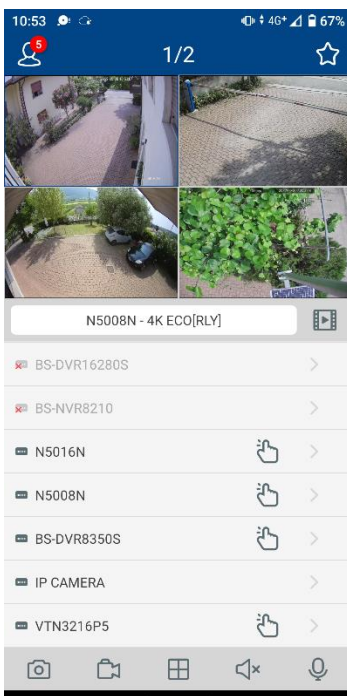 10:53 4G+ 67%
5
1/2
N5008N - 4K ECO[RLY]
BS-DVR16280S
BS-NVR8210
N5016N
N5008N
BS-DVR8350S
IP CAMERA
VTN3216P5